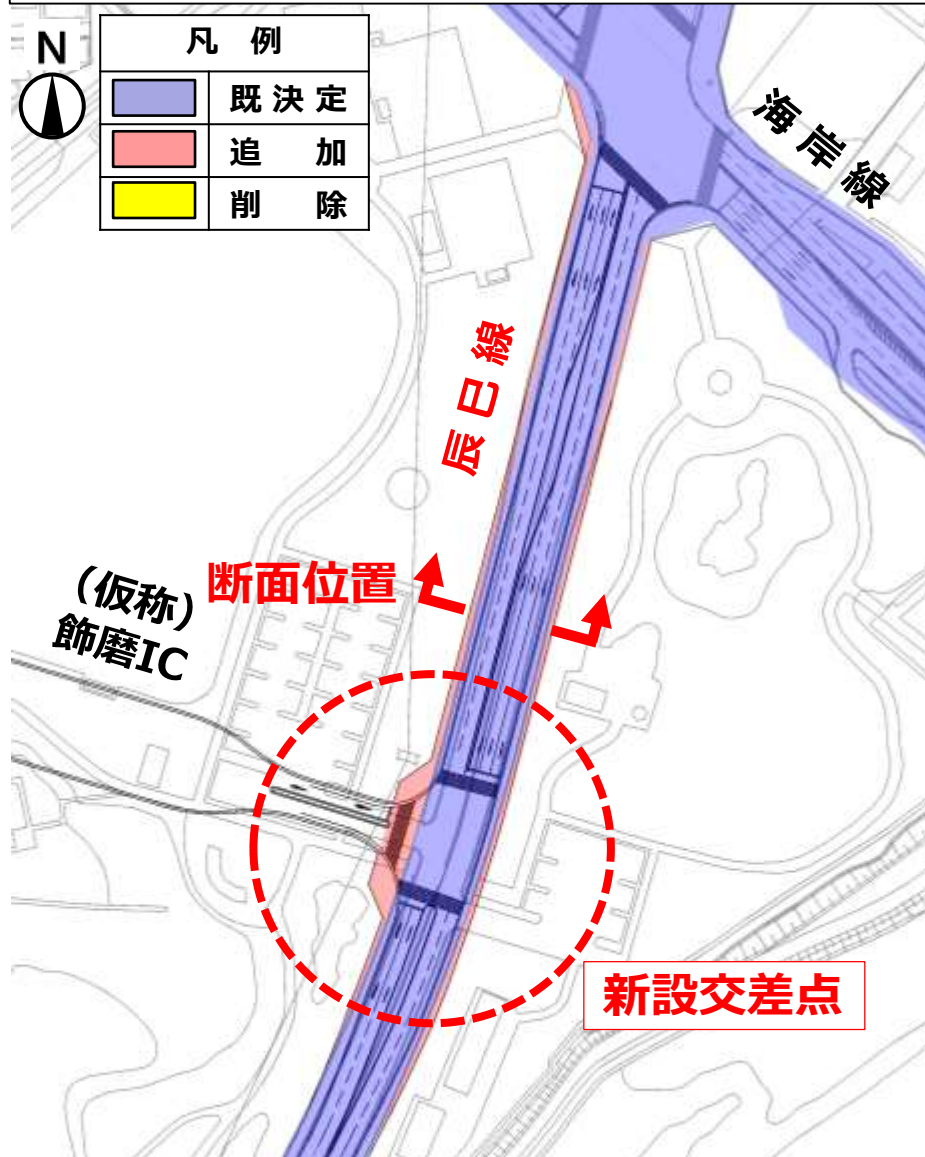 N
凡 例
既 決 定
追 加
削 除
海 岸 線
辰 巳 線
断面位置
(仮称)
飾磨IC
新設交差点